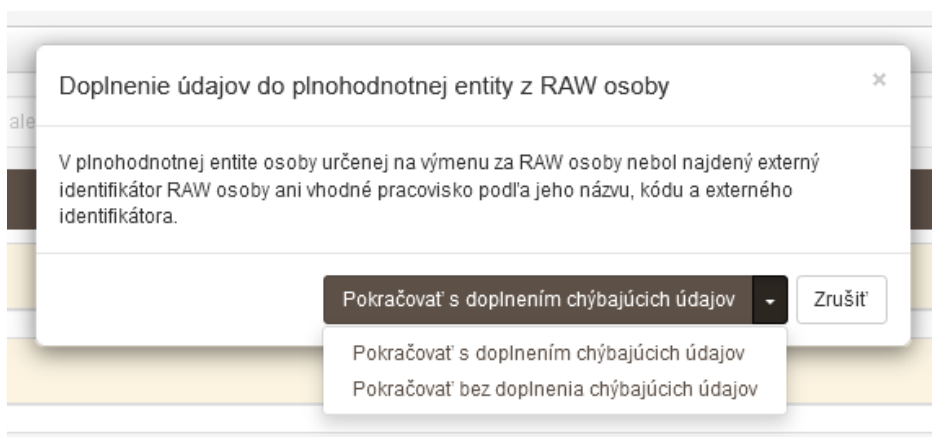 Doplnenie údajov do plnohodnotnej entity z RAW osoby ×
ale
V plnohodnotnej entite osoby určenej na výmenu za RAW osoby nebol najdený externý
identifikátor RAW osoby ani vhodné pracovisko podľa jeho názvu, kódu a externého
identifikátora.
Pokračovať s doplnením chýbajúcich údajov
Zrušiť
Pokračovať s doplnením chýbajúcich údajov
Pokračovať bez doplnenia chýbajúcich údajov